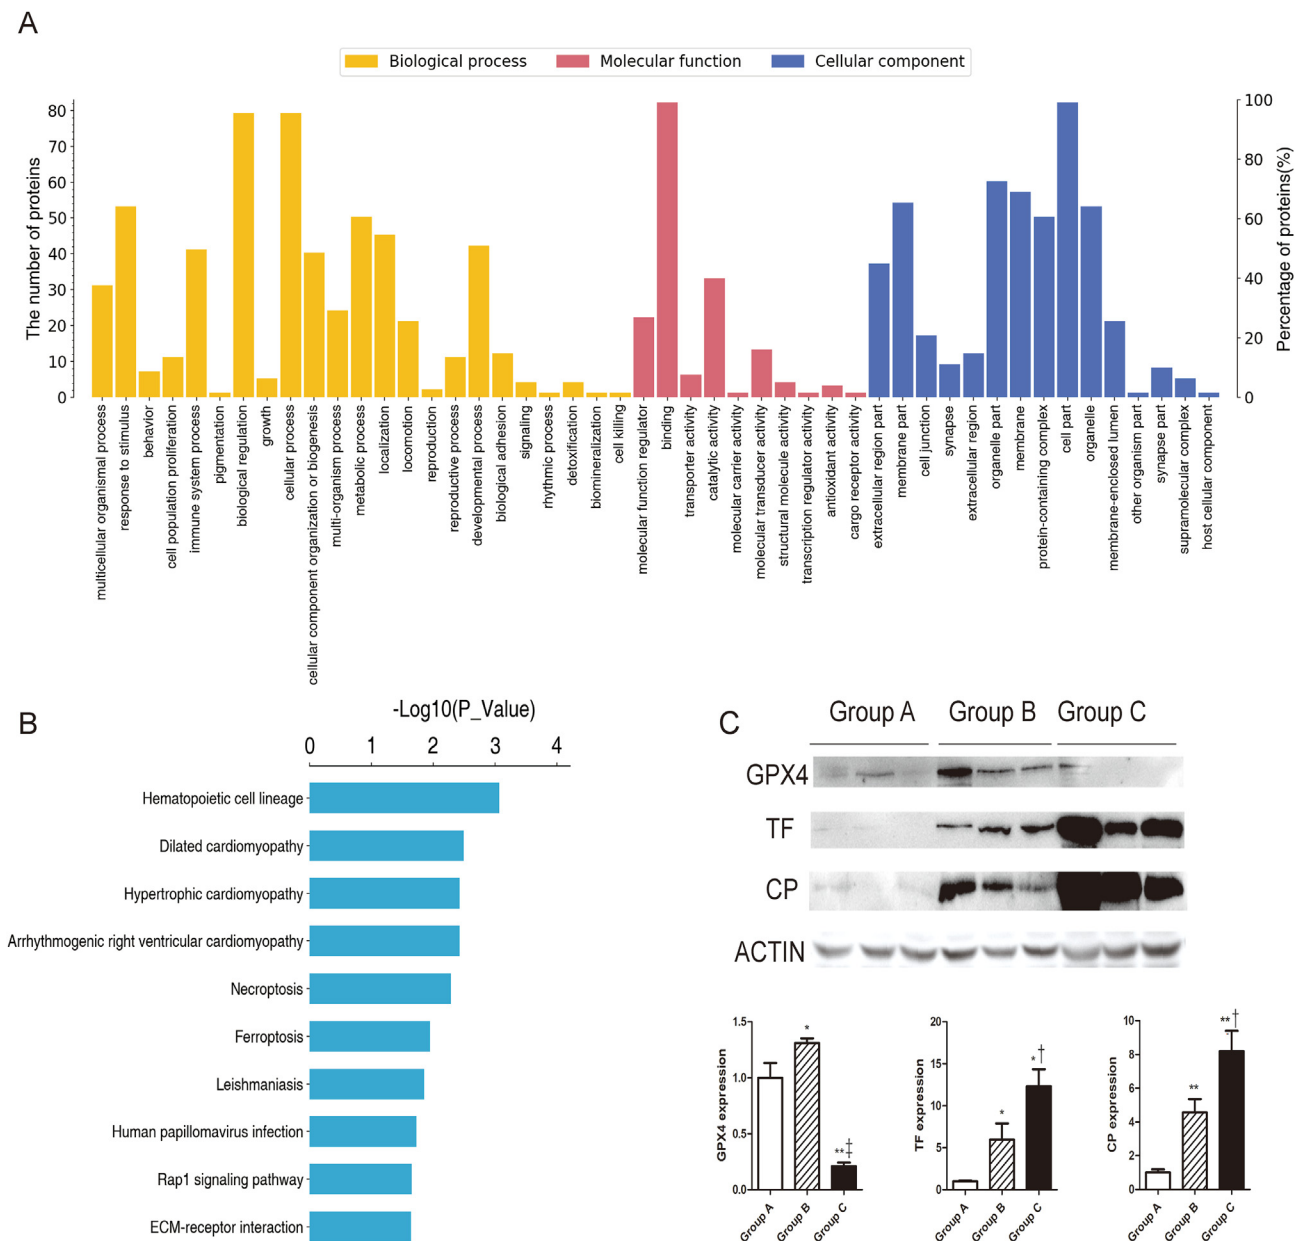 A
Biological process
Molecular function
Cellular component
The number of proteins
80
70
60
50
40
30
20
10
0
100
80
60
40
20
0
Percentage of proteins(%)
multicellular organismal process
response to stimulus
behavior
cell population proliferation
immune system process
pigmentation
biological regulation
growth
cellular process
cellular component organization or biogenesis
multi-organism process
metabolic process
localization
locomotion
reproduction
reproductive process
developmental process
biological adhesion
signaling
rhythmic process
detoxification
biomineralization
cell killing
molecular function regulator
binding
transporter activity
catalytic activity
molecular carrier activity
molecular transducer activity
structural molecule activity
transcription regulator activity
antioxidant activity
cargo receptor activity
extracellular region part
membrane part
cell junction
synapse
extracellular region
organelle part
membrane
protein-containing complex
cell part
organelle
membrane-enclosed lumen
other organism part
synapse part
supramolecular complex
host cellular component
B
-Log10(P_Value)
0 1 2 3 4
Hematopoietic cell lineage
Dilated cardiomyopathy
Hypertrophic cardiomyopathy
Arrhythmogenic right ventricular cardiomyopathy
Necroptosis
Ferroptosis
Leishmaniasis
Human papillomavirus infection
Rap1 signaling pathway
ECM-receptor interaction
C
Group A Group B Group C
GPX4
TF
CP
ACTIN
GPX4 expression
1.5
1.0
0.5
0.0
*
**‡
Group A
Group B
Group C
TF expression
20
15
10
5
0
*
*†
Group A
Group B
Group C
CP expression
10
8
6
4
2
0
**
**†
Group A
Group B
Group C